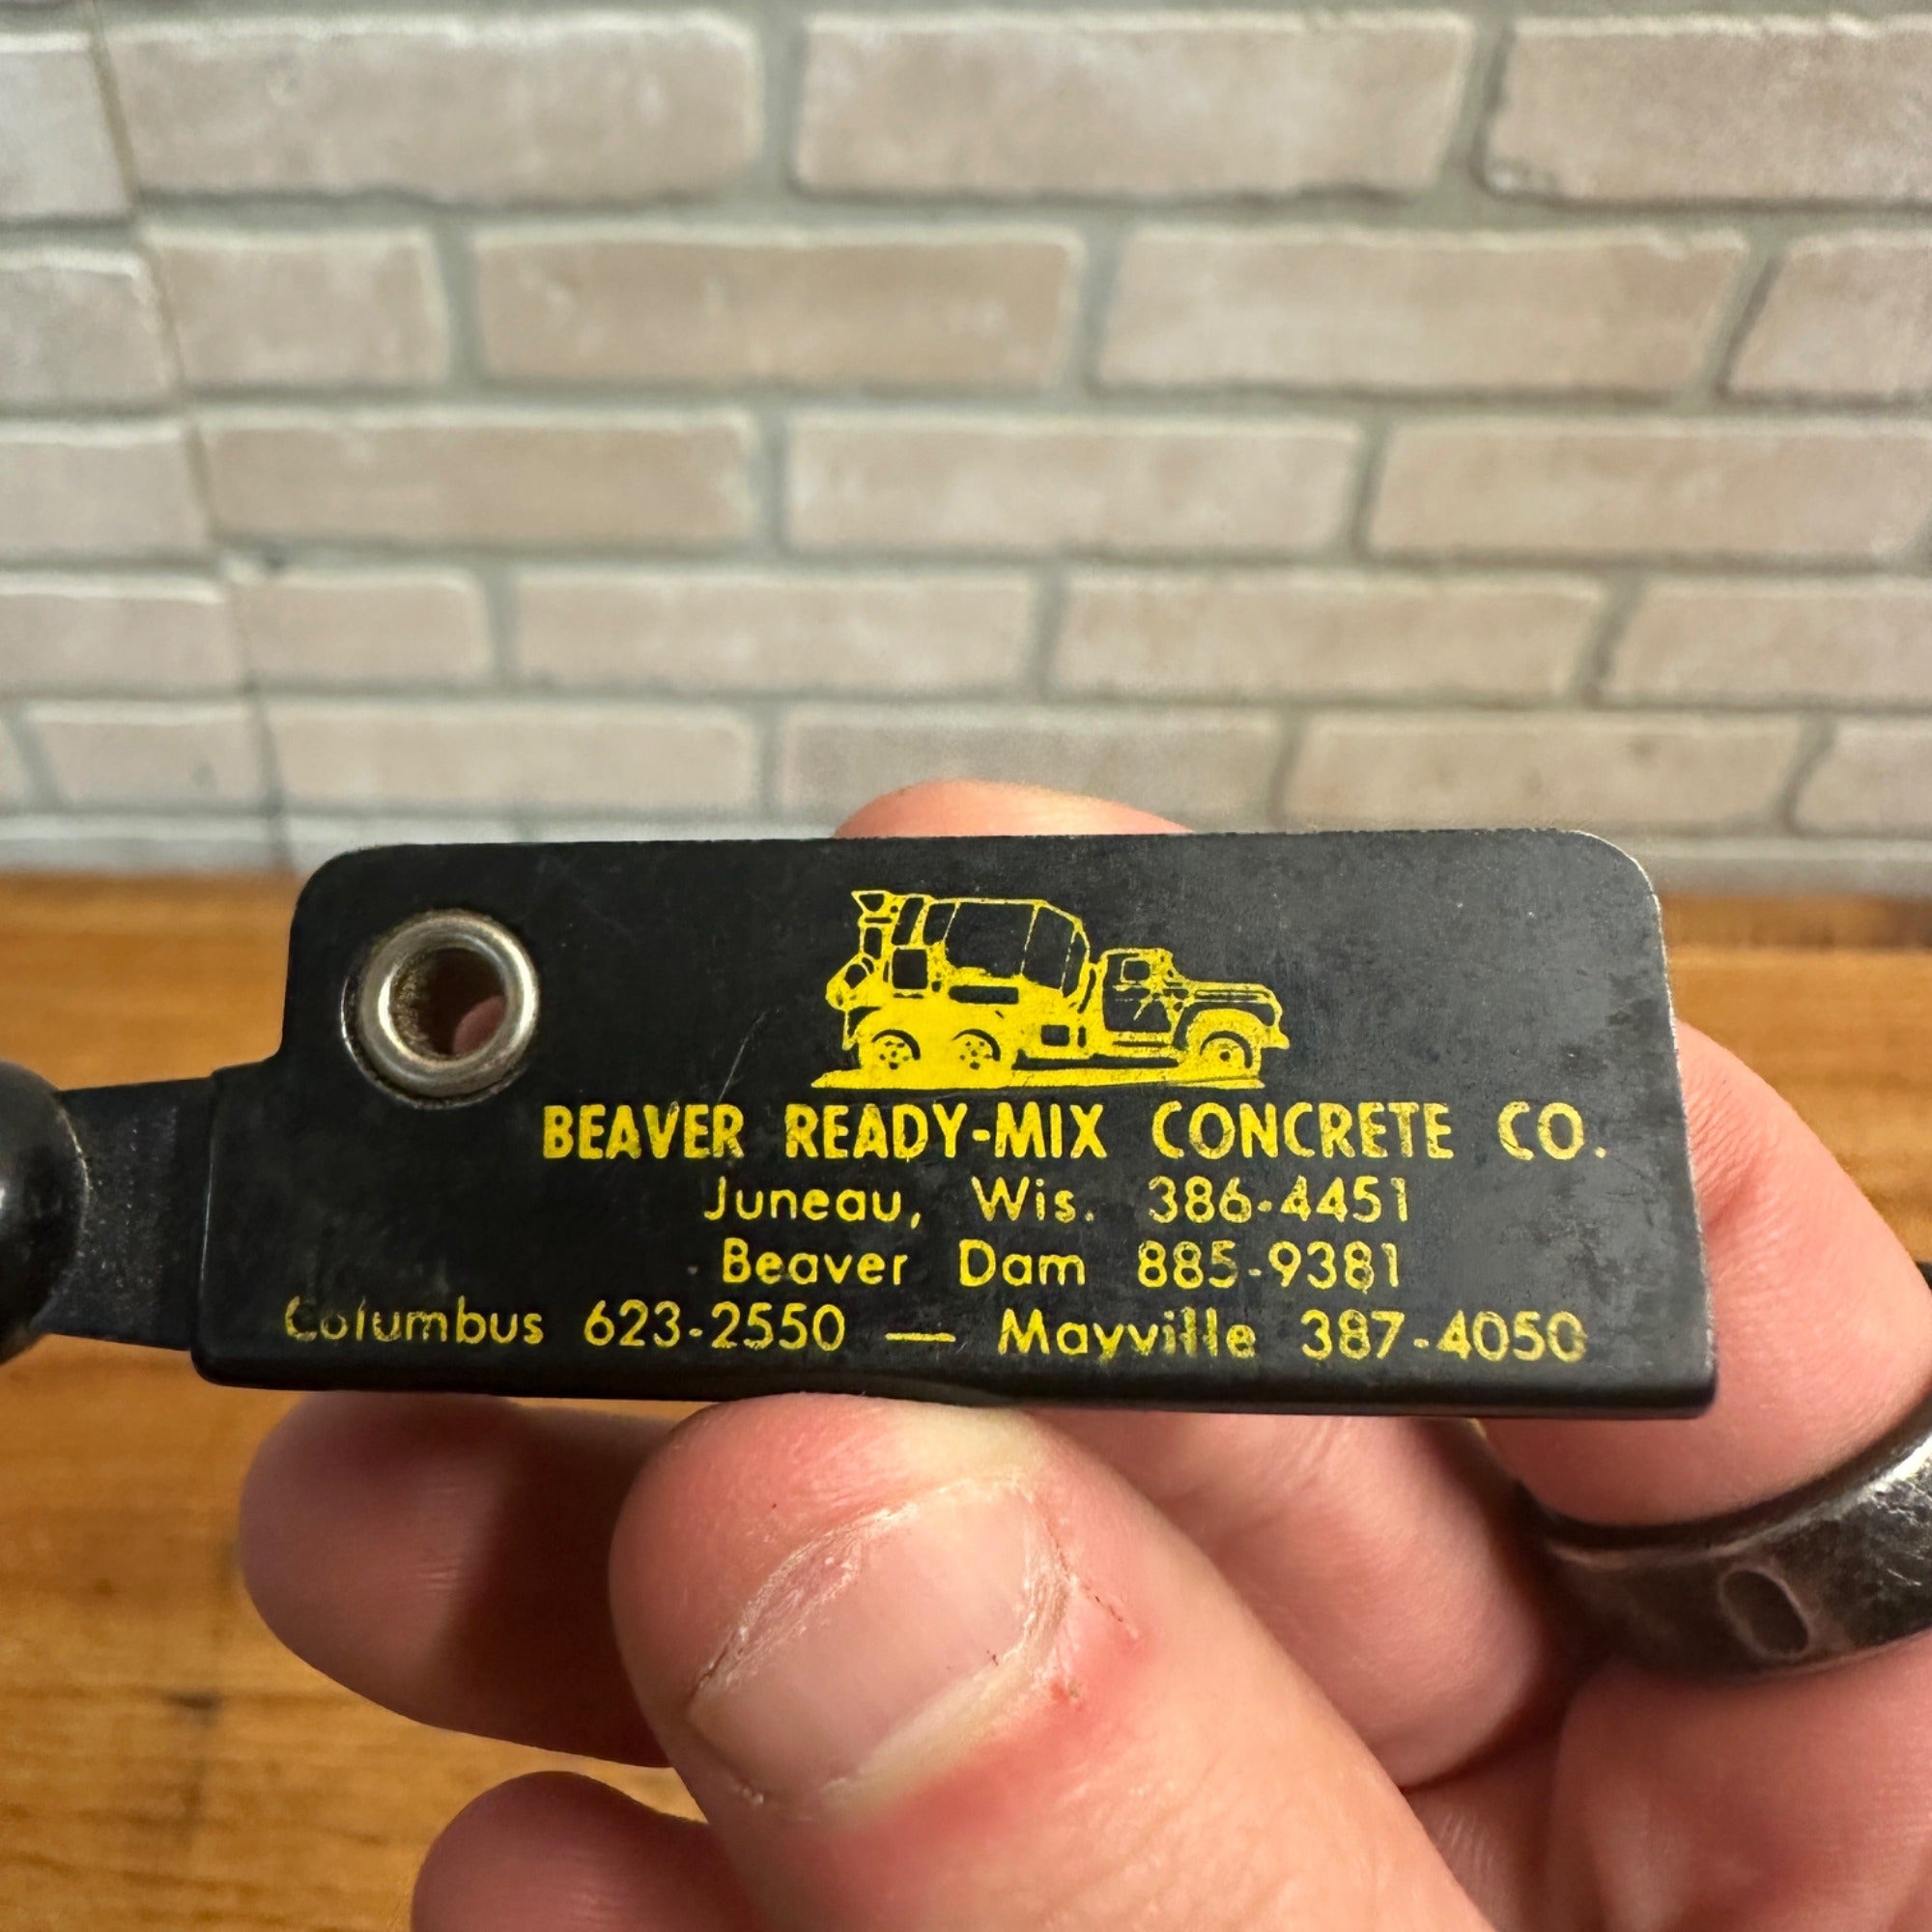 BEAVER READY-MIX CONCRETE CO.
Juneau, Wis. 386-4451
Beaver Dam 885-9381
Columbus 623-2550 — Mayville 387-4050